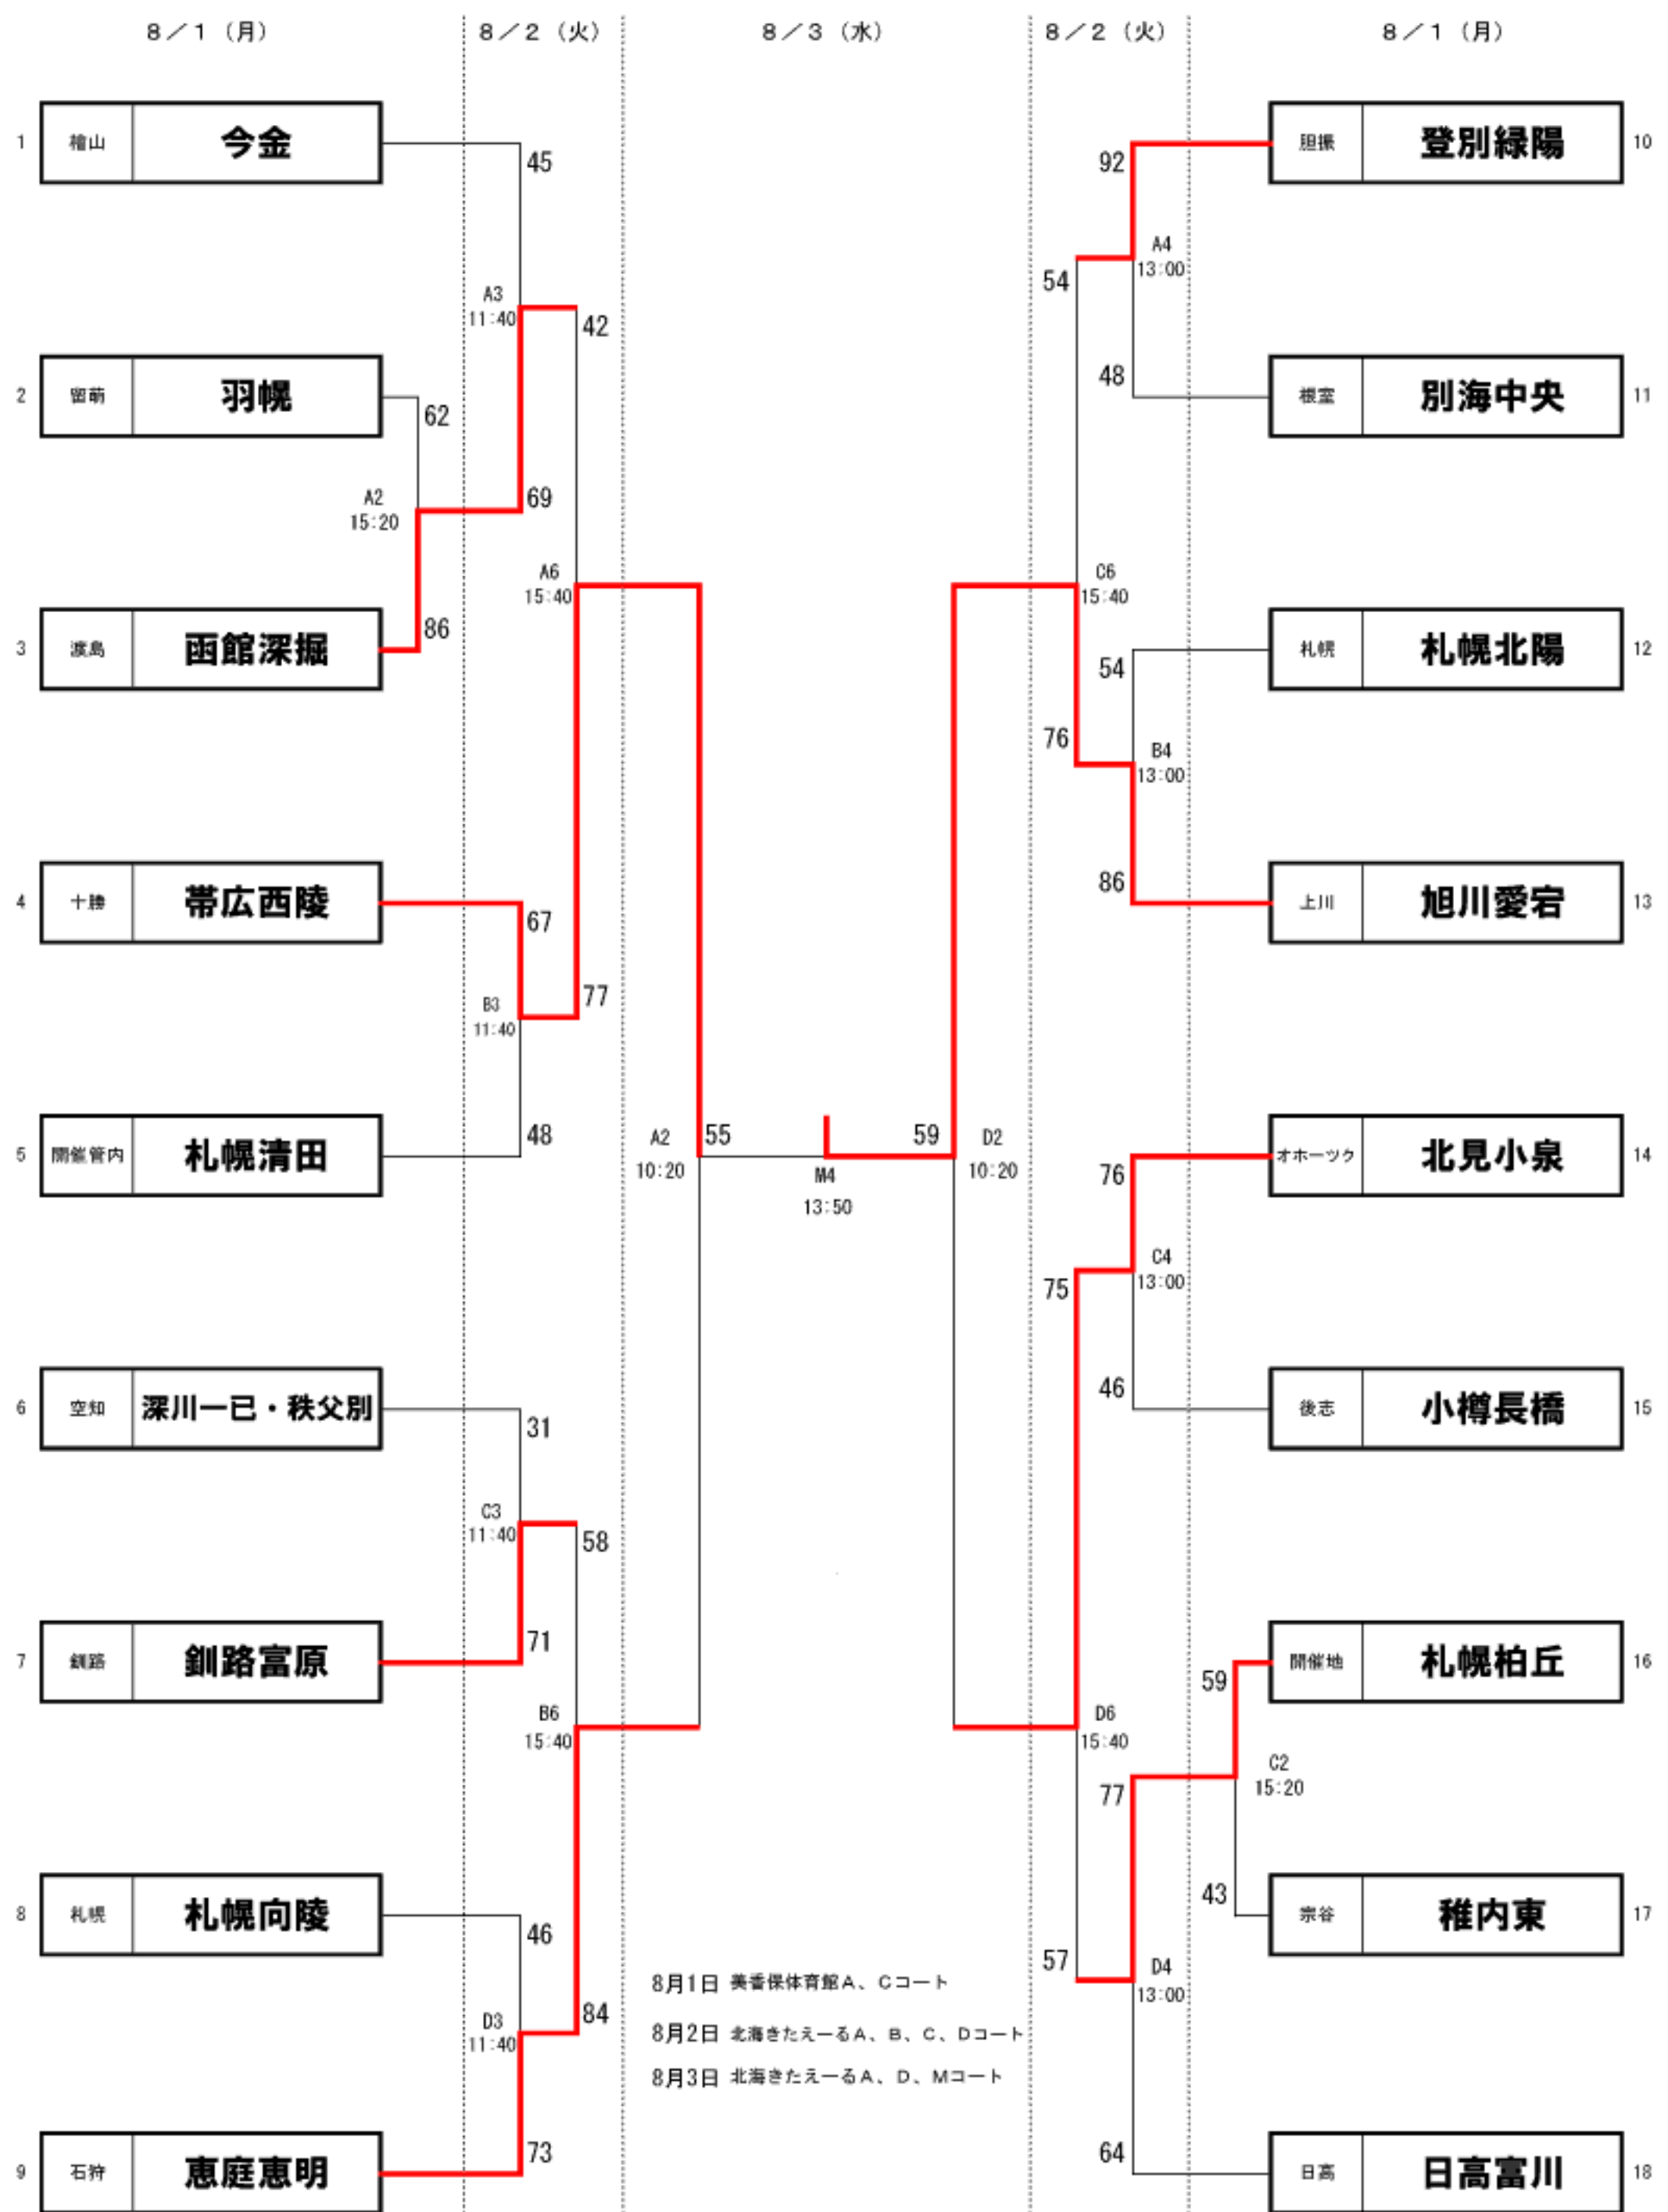 8/1（月）
8/2（火）
8/3（水）
8/2（火）
8/1（月）
1 檜山 今金
45
A3
11:40
42
2 留萌 羽幌
62
A2
15:20
69
3 渡島 函館深掘
86
A6
15:40
4 十勝 帯広西陵
67
B3
11:40
77
5 開催管内 札幌清田
48
A2
10:20
55
M4
13:50
59
D2
10:20
6 空知 深川一已・秩父別
31
C3
11:40
58
7 釧路 釧路富原
71
B6
15:40
8 札幌 札幌向陵
46
D3
11:40
84
9 石狩 恵庭恵明
73
92
胆振 登別緑陽 10
A4
13:00
54
48
根室 別海中央 11
C6
15:40
54
札幌 札幌北陽 12
76
B4
13:00
86
上川 旭川愛宕 13
76
オホーツク 北見小泉 14
C4
13:00
75
46
後志 小樽長橋 15
59
開催地 札幌柏丘 16
D6
15:40
77
C2
15:20
43
宗谷 稚内東 17
57
D4
13:00
64
日高 日高富川 18
8月1日 美香保体育館A、Cコート
8月2日 北海きたえーるA、B、C、Dコート
8月3日 北海きたえーるA、D、Mコート